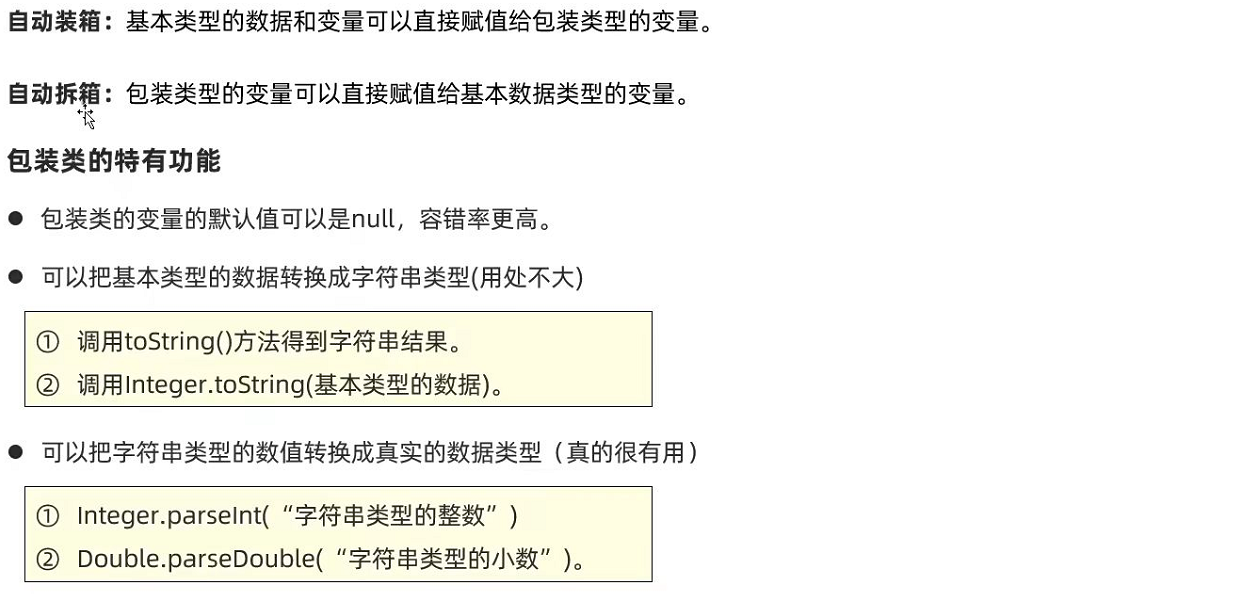 自动装箱：基本类型的数据和变量可以直接赋值给包装类型的变量。
自动拆箱：包装类型的变量可以直接赋值给基本数据类型的变量。
包装类的特有功能
● 包装类的变量的默认值可以是null，容错率更高。
● 可以把基本类型的数据转换成字符串类型(用处不大)
① 调用toString()方法得到字符串结果。
② 调用Integer.toString(基本类型的数据)。
● 可以把字符串类型的数值转换成真实的数据类型（真的很有用）
① Integer.parseInt(“字符串类型的整数”)
② Double.parseDouble(“字符串类型的小数”)。